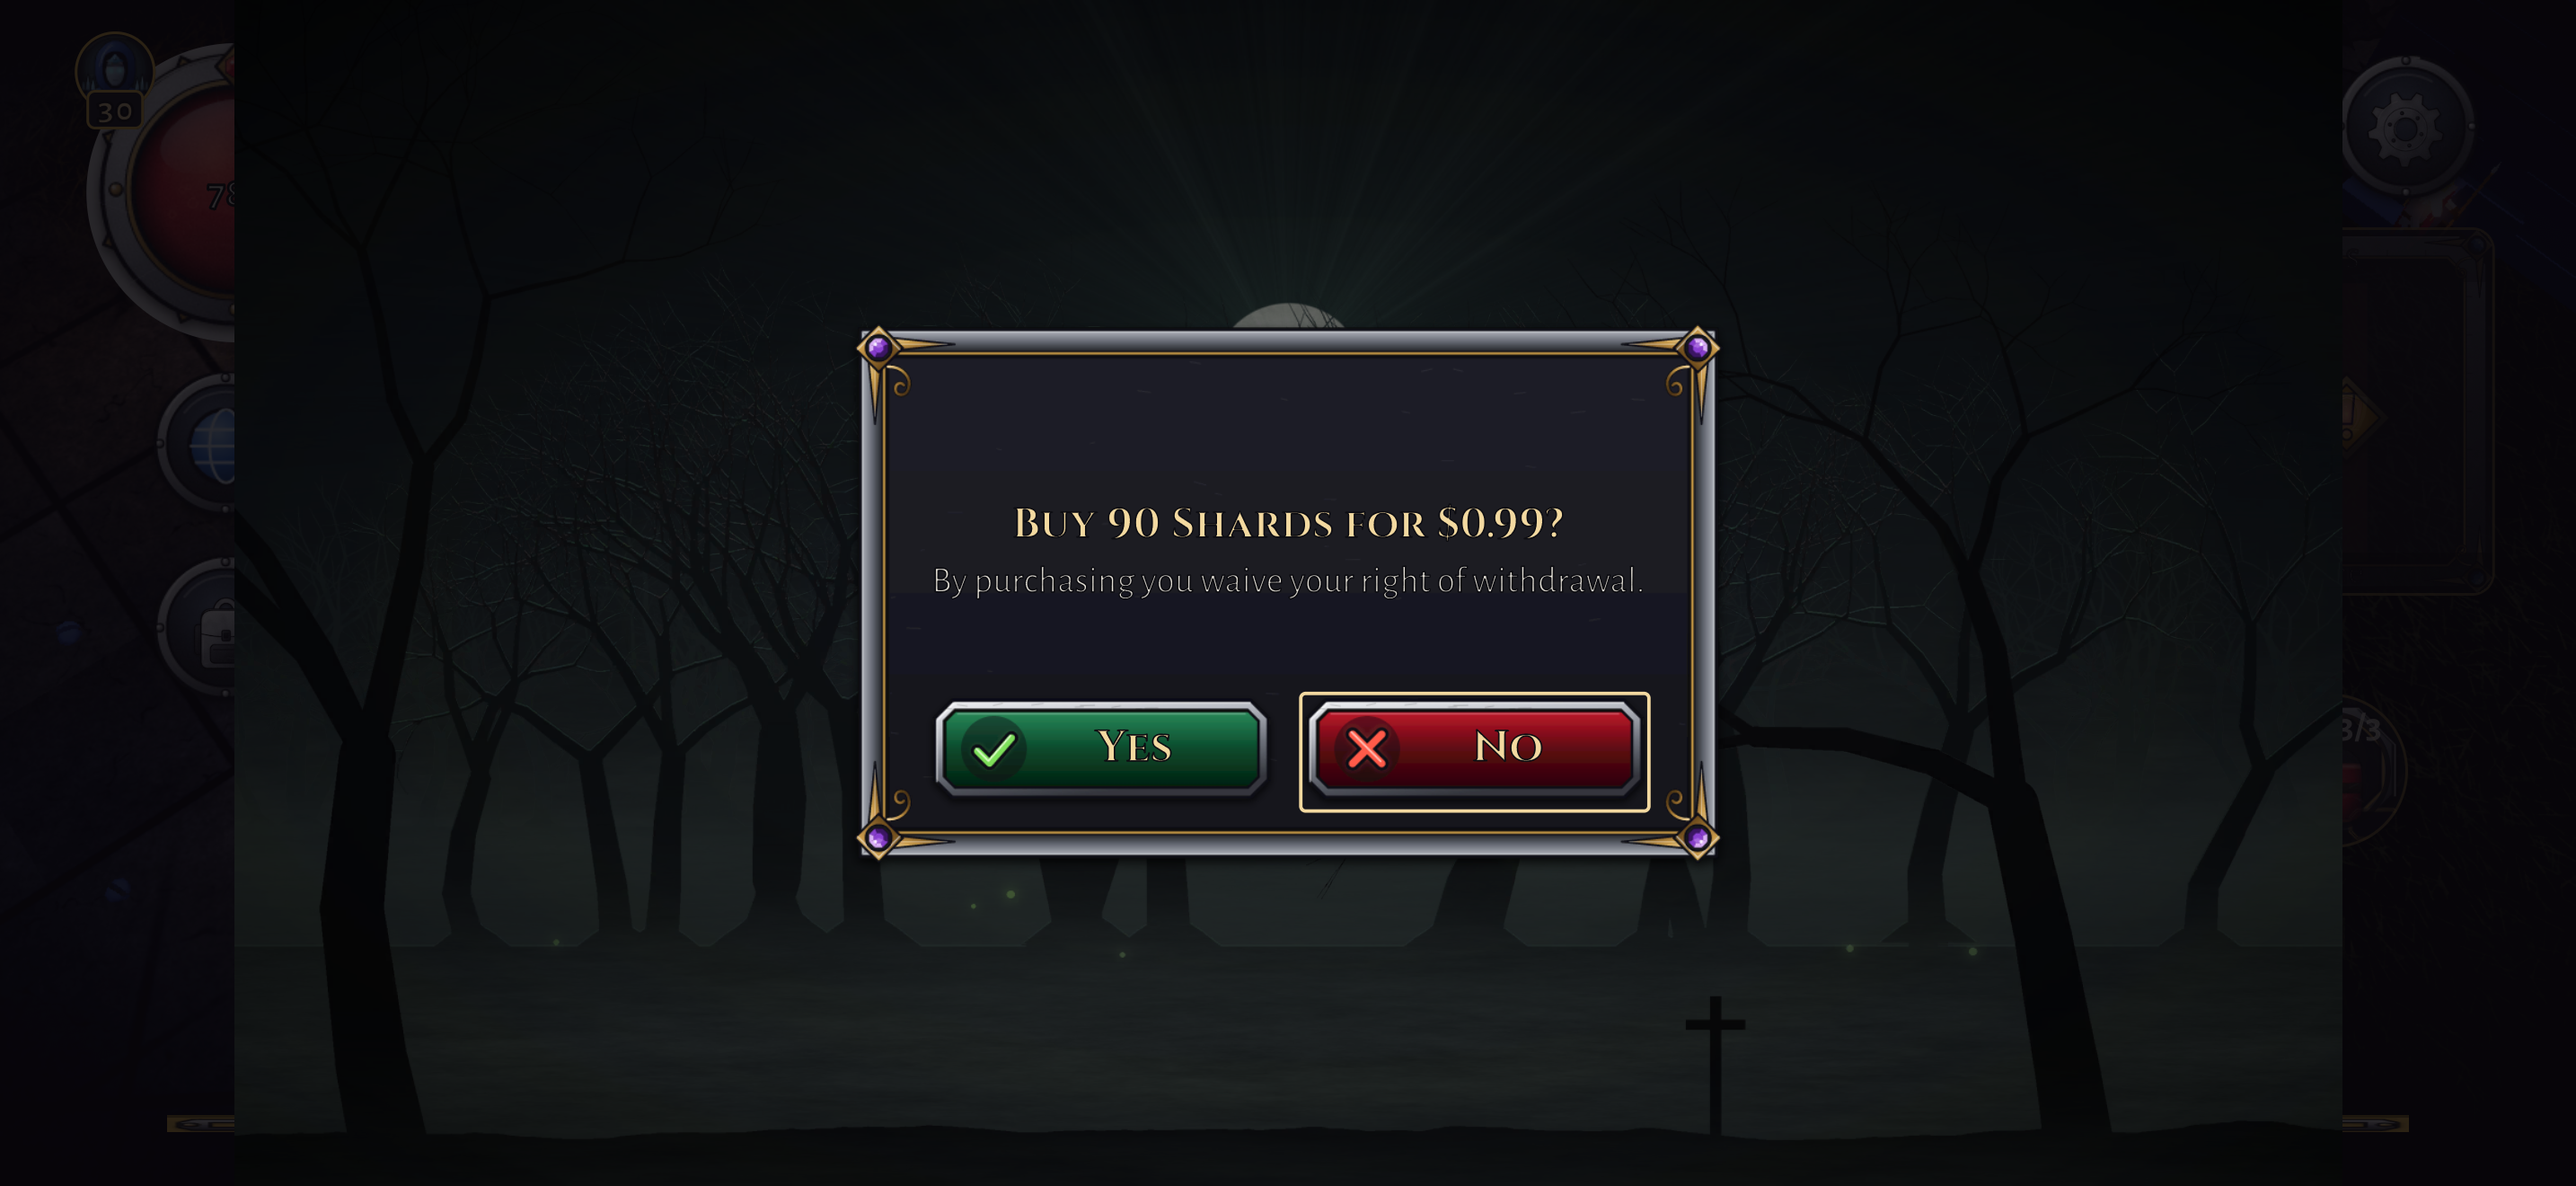 30
Buy 90 Shards for $0.99?
By purchasing you waive your right of withdrawal.
Yes
No